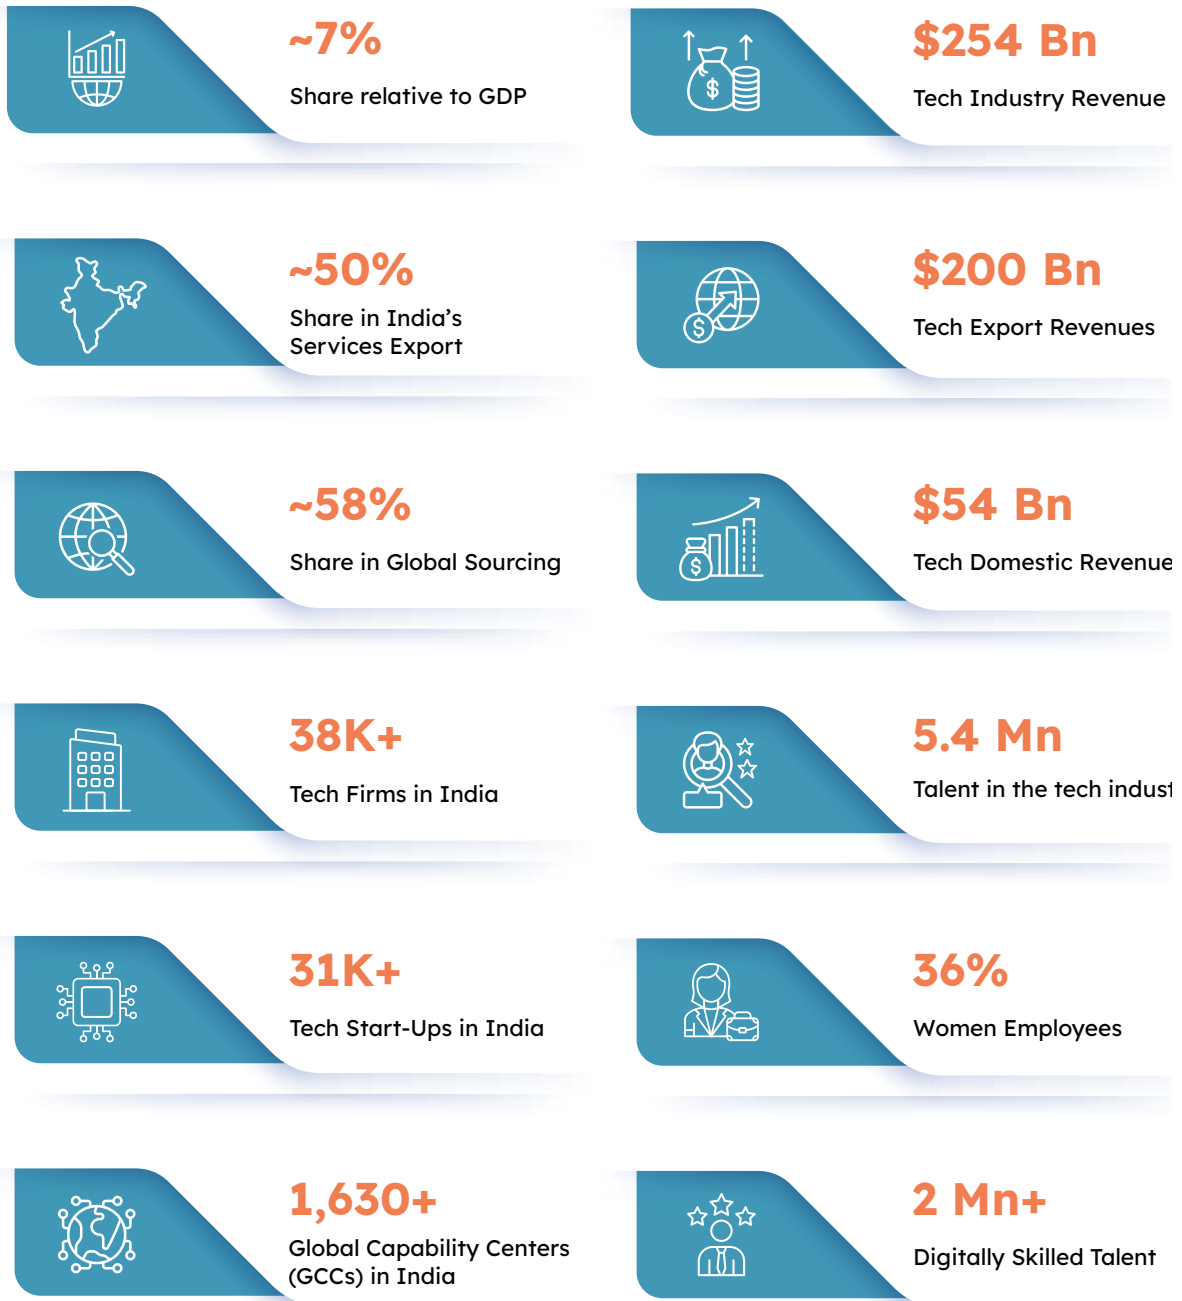 ~7%
Share relative to GDP
$254 Bn
Tech Industry Revenue
~50%
Share in India’s
Services Export
$200 Bn
Tech Export Revenues
~58%
Share in Global Sourcing
$54 Bn
Tech Domestic Revenue
38K+
Tech Firms in India
5.4 Mn
Talent in the tech indust
31K+
Tech Start-Ups in India
36%
Women Employees
1,630+
Global Capability Centers
(GCCs) in India
2 Mn+
Digitally Skilled Talent